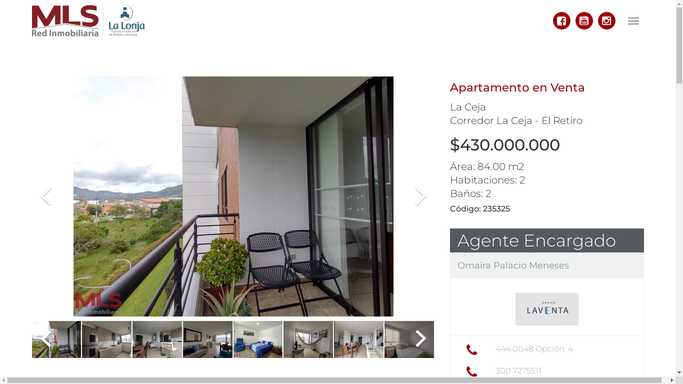 MLS
Red Inmobiliaria
La Lonja
Apartamento en Venta
La Ceja
Corredor La Ceja - El Retiro
$430.000.000
Área: 84.00 m2
Habitaciones: 2
Baños: 2
Código: 235325
Agente Encargado
Omaira Palacio Meneses
MLS
LAVENTA
444 0048 Opción: 4
300 7275511